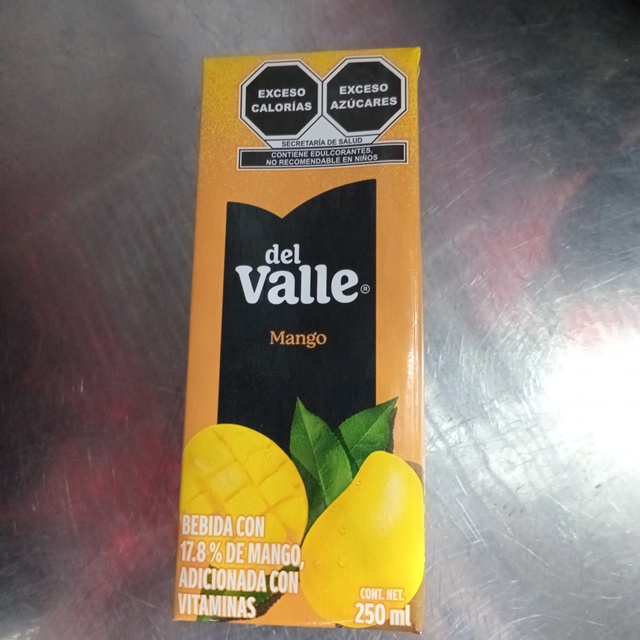 EXCESO
CALORÍAS
EXCESO
AZÚCARES
SECRETARÍA DE SALUD
CONTIENE EDULCORANTES,
NO RECOMENDABLE EN NIÑOS
del
Valle®
Mango
BEBIDA CON
17.8 % DE MANGO,
ADICIONADA CON
VITAMINAS
CONT. NET.
250 ml